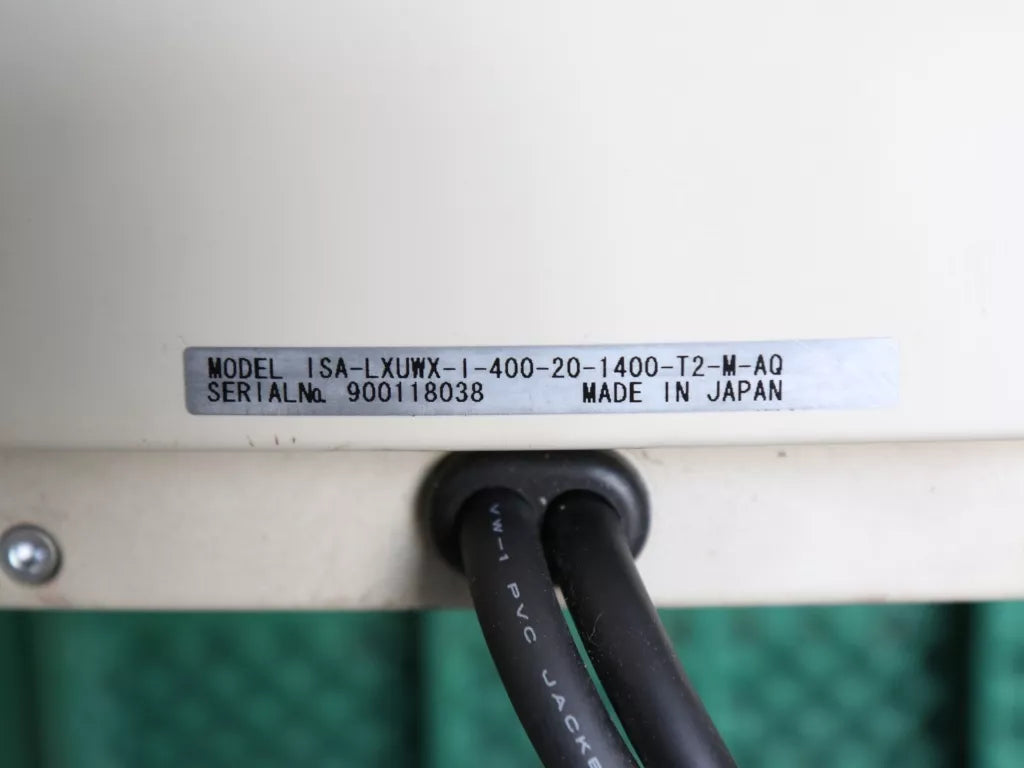 MODEL ISA-LXUWX-I-400-20-1400-T2-M-AQ
SERIAL№. 900118038 MADE IN JAPAN
VW-1 PVC JACKE